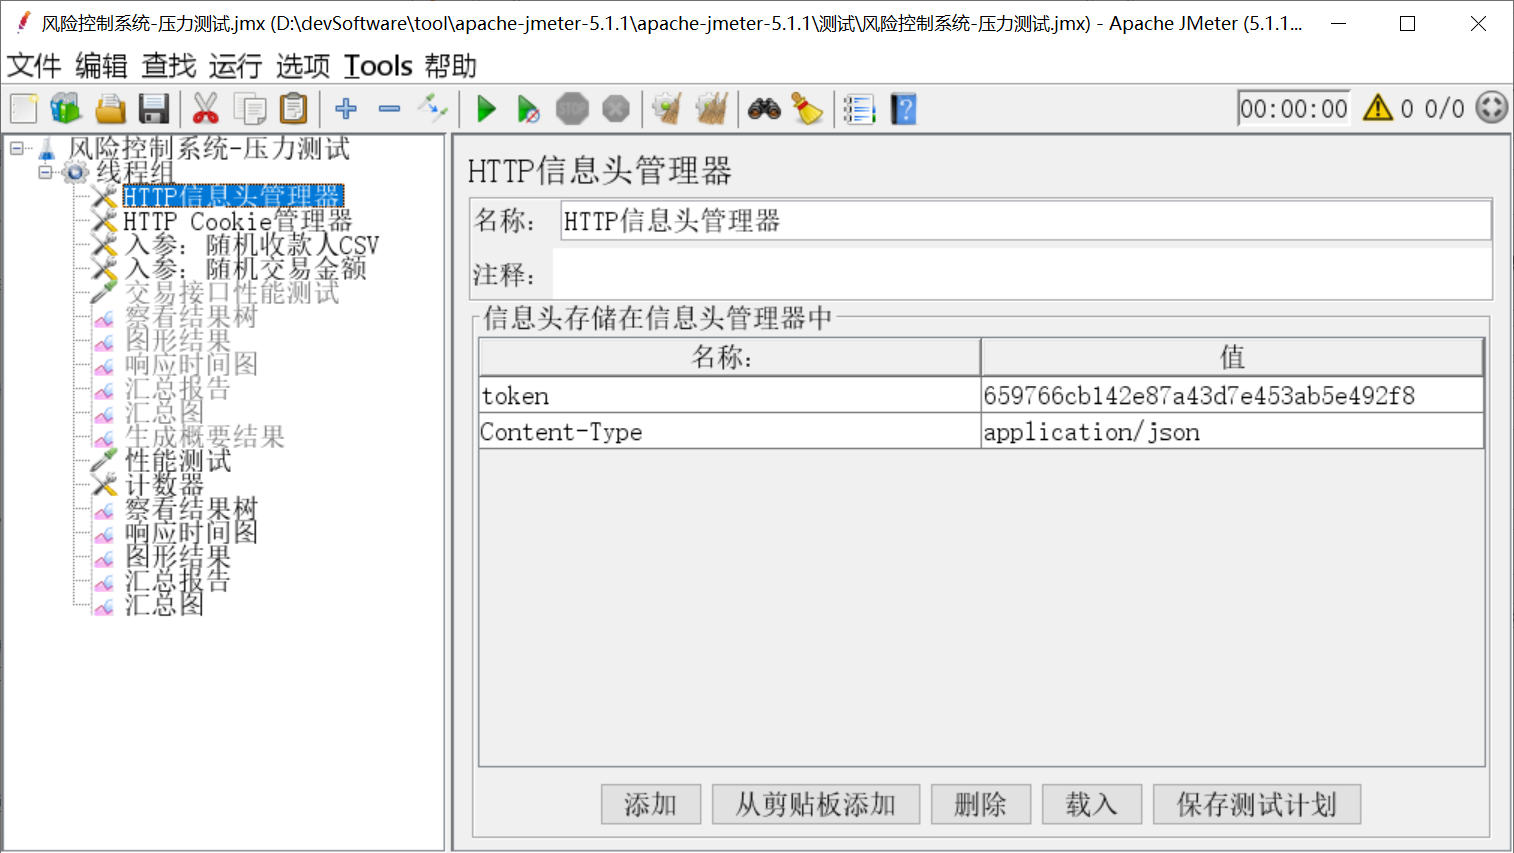 风险控制系统-压力测试.jmx (D:\devSoftware\tool\apache-jmeter-5.1.1\apache-jmeter-5.1.1\测试\风险控制系统-压力测试.jmx) - Apache JMeter (5.1.1...
文件 编辑 查找 运行 选项 Tools 帮助
STOP
00:00:00 0 0/0
风险控制系统-压力测试
线程组
HTTP信息头管理器
HTTP Cookie管理器
入参：随机收款人CSV
入参：随机交易金额
交易接口性能测试
察看结果树
图形结果
响应时间图
汇总报告
汇总图
生成概要结果
性能测试
计数器
察看结果树
响应时间图
图形结果
汇总报告
汇总图
HTTP信息头管理器
名称： HTTP信息头管理器
注释：
信息头存储在信息头管理器中
名称： 值
token 659766cb142e87a43d7e453ab5e492f8
Content-Type application/json
添加 从剪贴板添加 删除 载入 保存测试计划